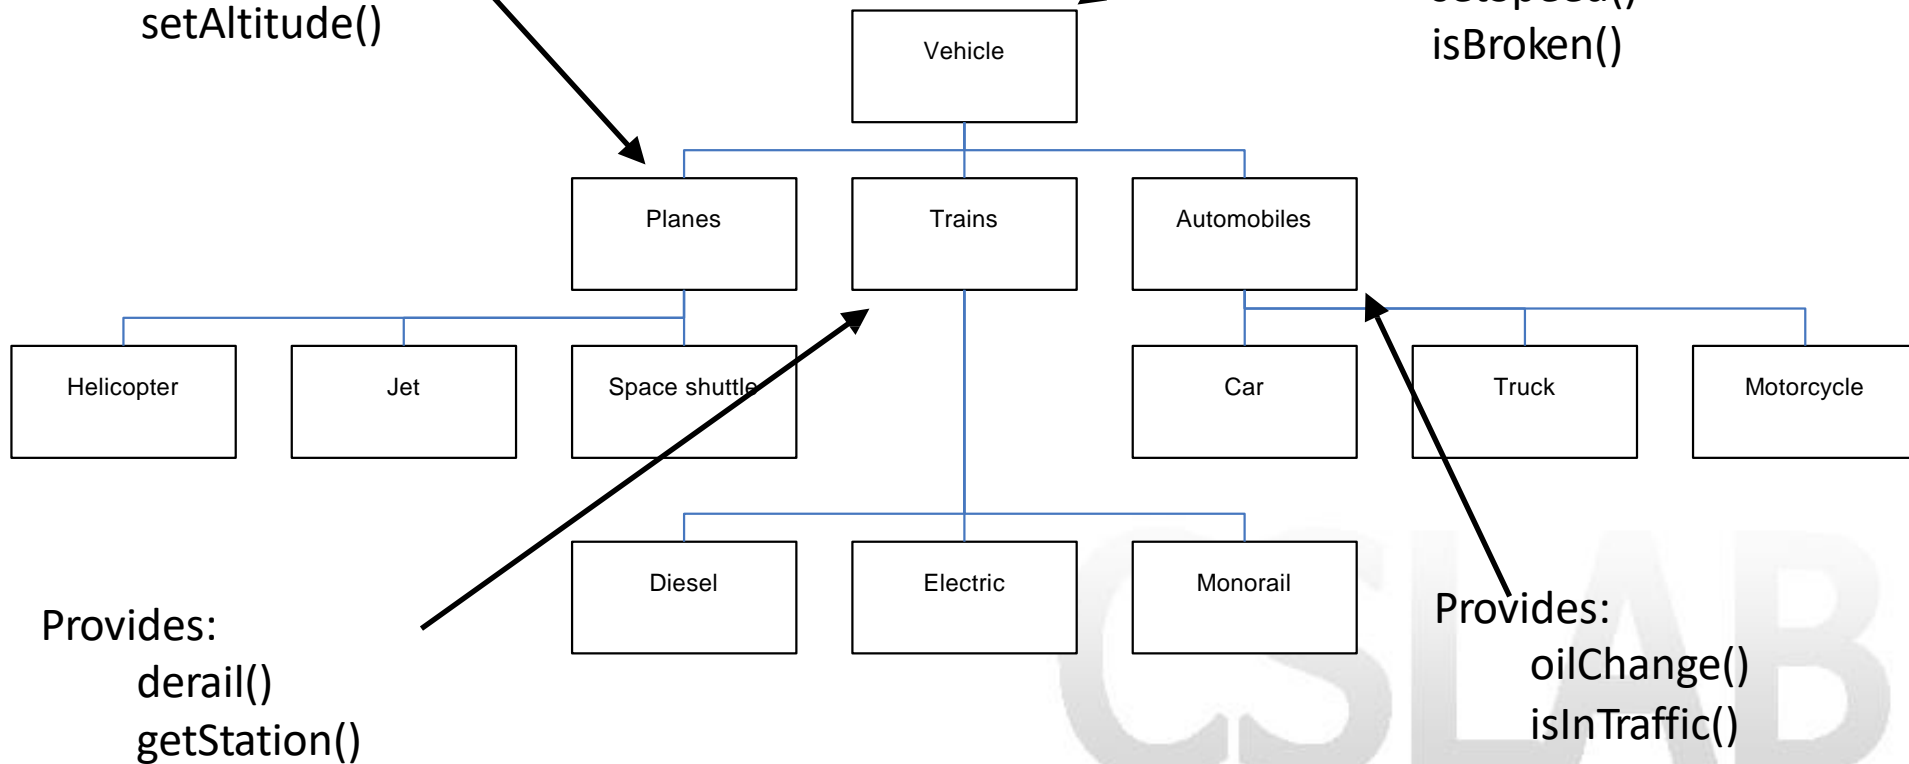 setAltitude()
isBroken()
Vehicle
Planes
Trains
Automobiles
Helicopter
Jet
Space shuttle
Car
Truck
Motorcycle
Diesel
Electric
Monorail
Provides:
derail()
getStation()
Provides:
oilChange()
isInTraffic()
CSLAB